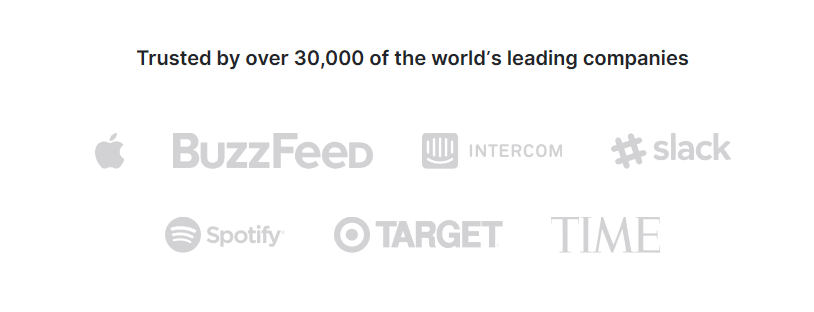 Trusted by over 30,000 of the world’s leading companies
BuzzFeed INTERCOM slack
Spotify TARGET TIME